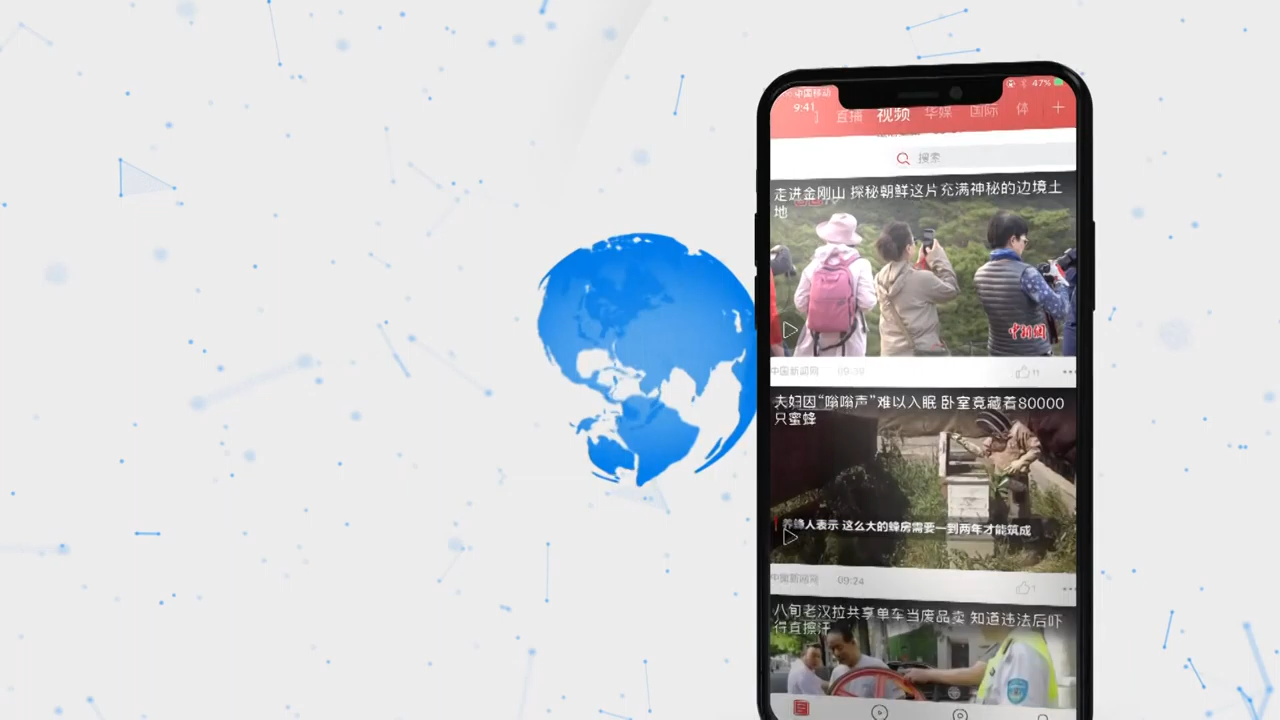 中国移动
47%
9:41
直播 视频 华媒 国际 体 +
搜索
走进金刚山 探秘朝鲜这片充满神秘的边境土
地
中新网
中国新闻网
11
夫妇因“嗡嗡声”难以入眠 卧室竟藏着80000
只蜜蜂
养蜂人表示 这么大的蜂房需要一到两年才能筑成
中国新闻网 09:24
1
八旬老汉拉共享单车当废品卖 知道违法后吓
得直擦汗